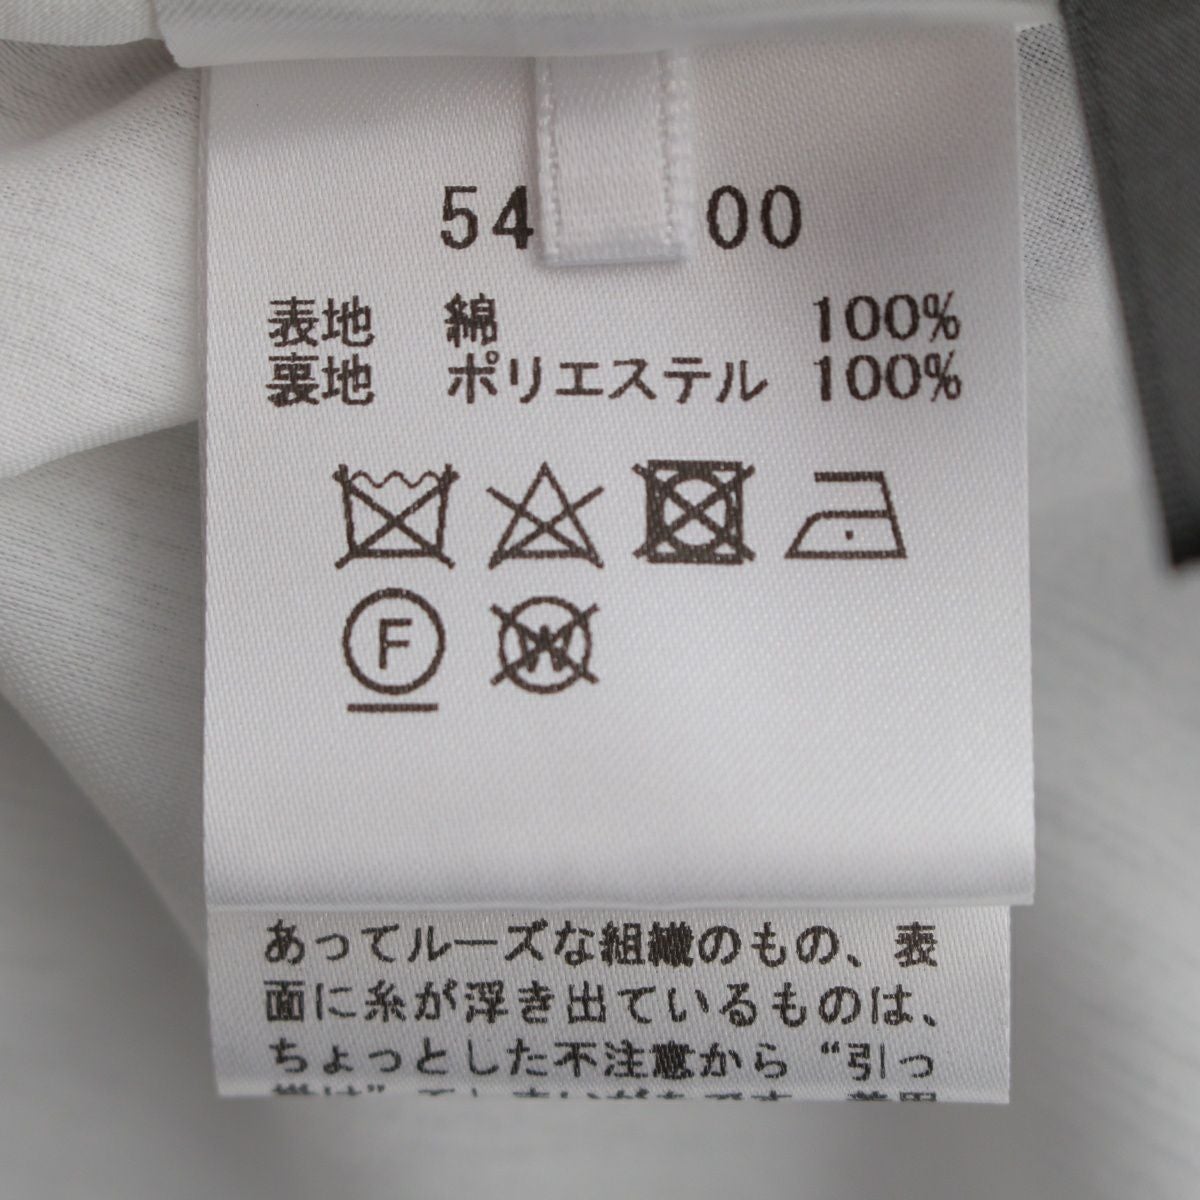 54 00
表地 綿 100%
裏地 ポリエステル 100%
F W
あってルーズな組織のもの、表
面に糸が浮き出ているものは、
ちょっとした不注意から“引っ